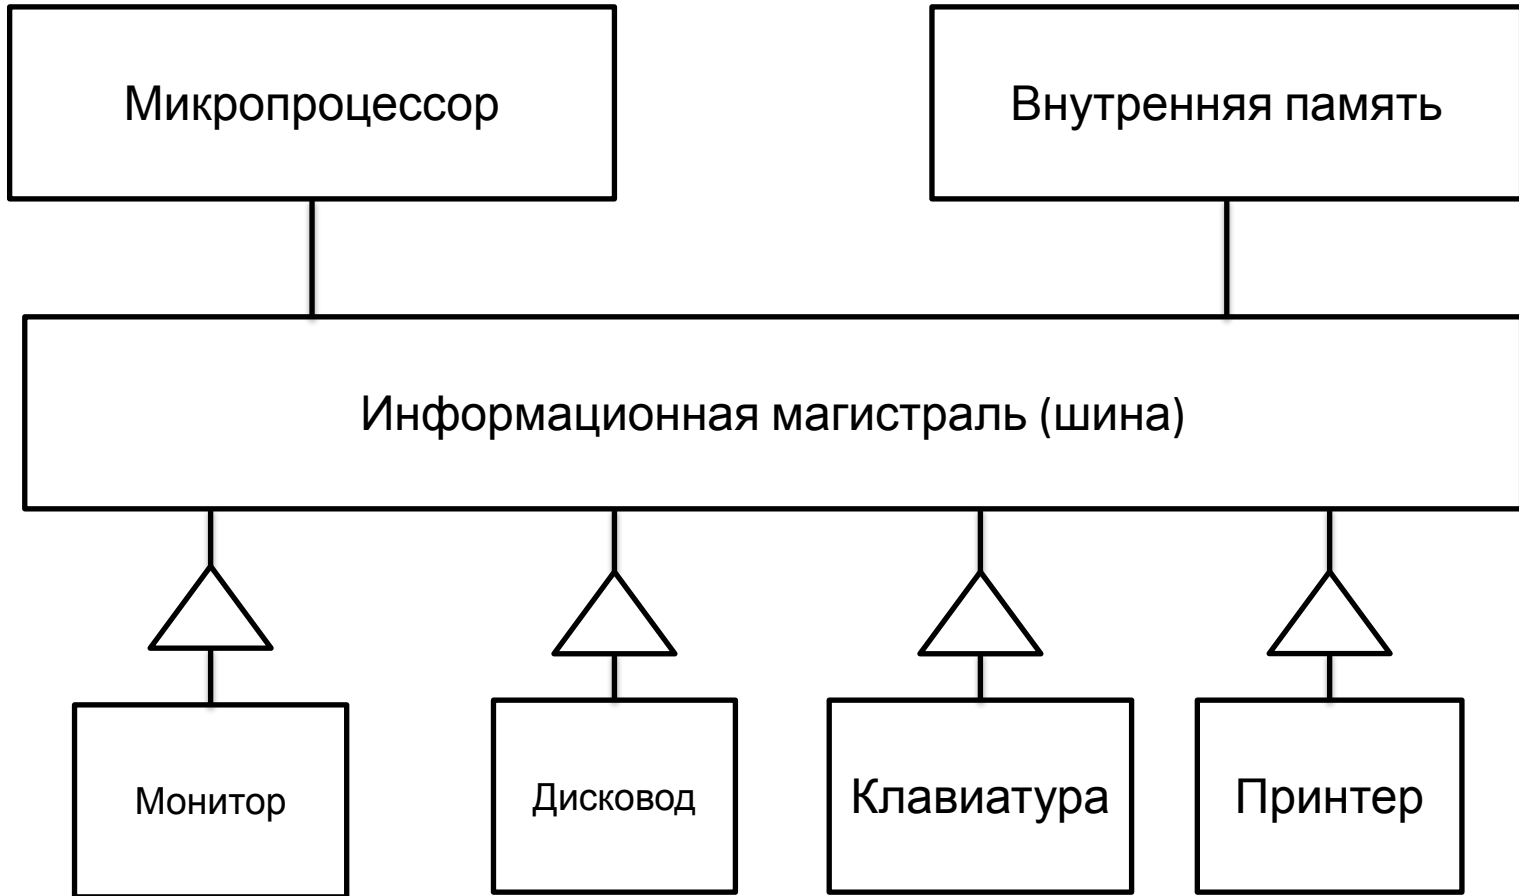 Микропроцессор
Внутренняя память
Информационная магистраль (шина)
Монитор
Дисковод
Клавиатура
Принтер